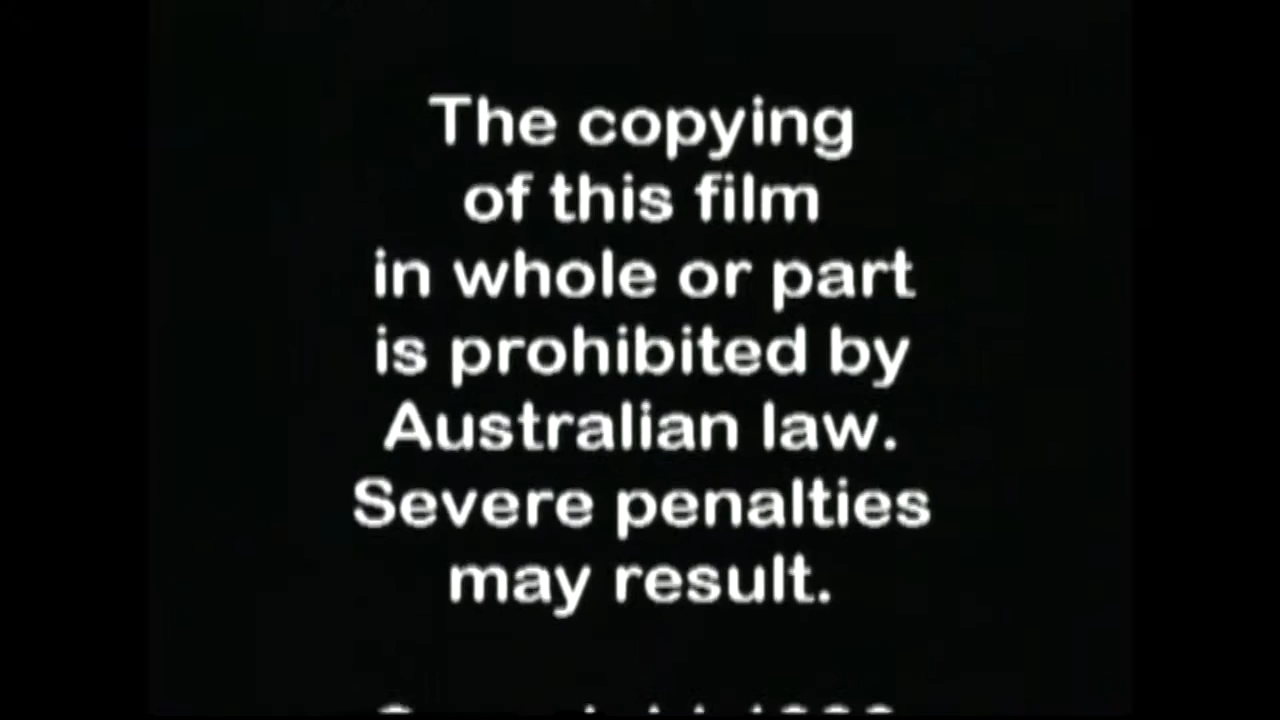 The copying
of this film
in whole or part
is prohibited by
Australian law.
Severe penalties
may result.